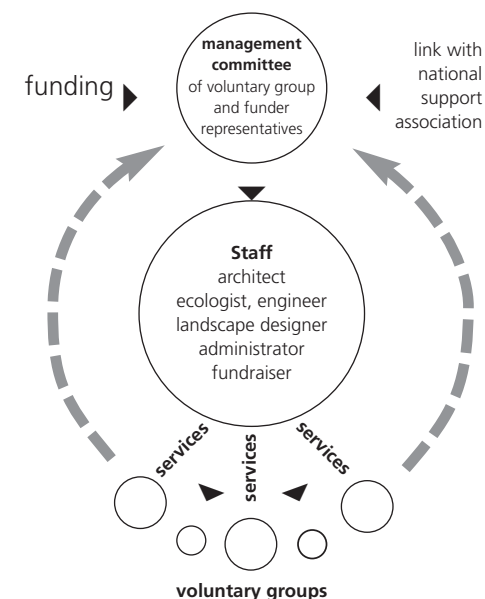 management
committee
of voluntary group
and funder
representatives
funding
link with
national
support
association
Staff
architect
ecologist, engineer
landscape designer
administrator
fundraiser
services
services
services
voluntary groups